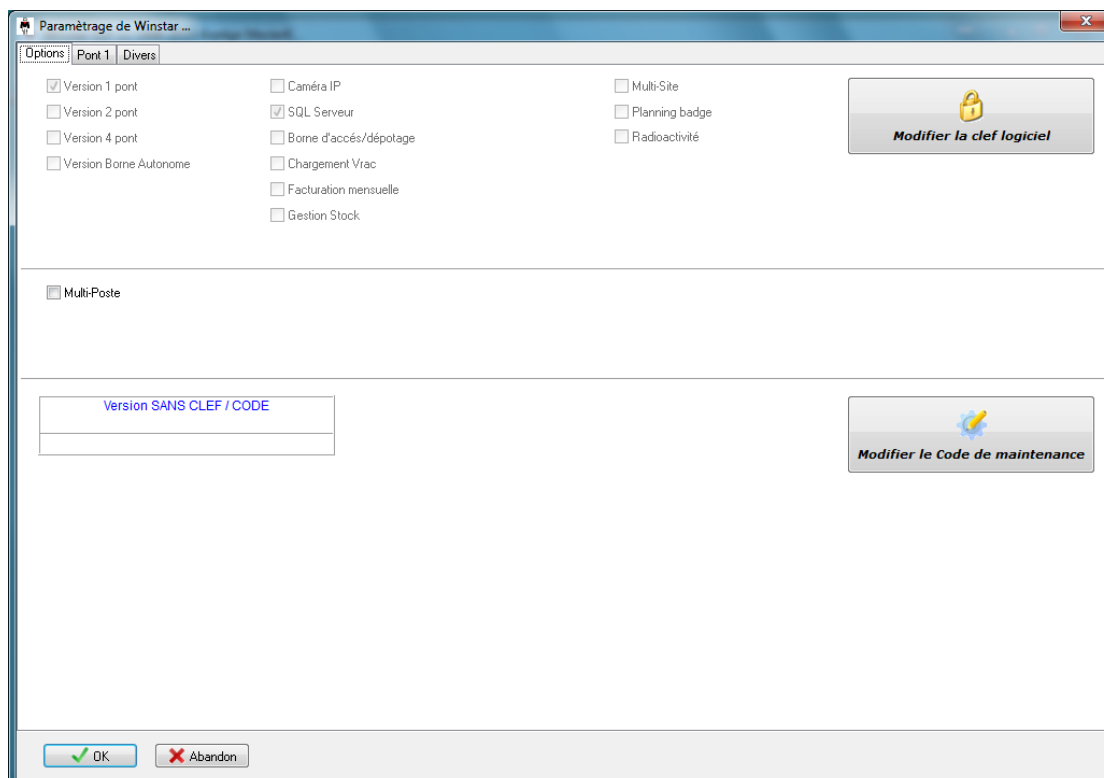 Paramètrage de Winstar ...
Options Pont 1 Divers
Version 1 pont
Version 2 pont
Version 4 pont
Version Borne Autonome
Caméra IP
SQL Serveur
Borne d'accés/dépotage
Chargement Vrac
Facturation mensuelle
Gestion Stock
Multi-Site
Planning badge
Radioactivité
Modifier la clef logiciel
Multi-Poste
Version SANS CLEF / CODE
Modifier le Code de maintenance
OK Abandon